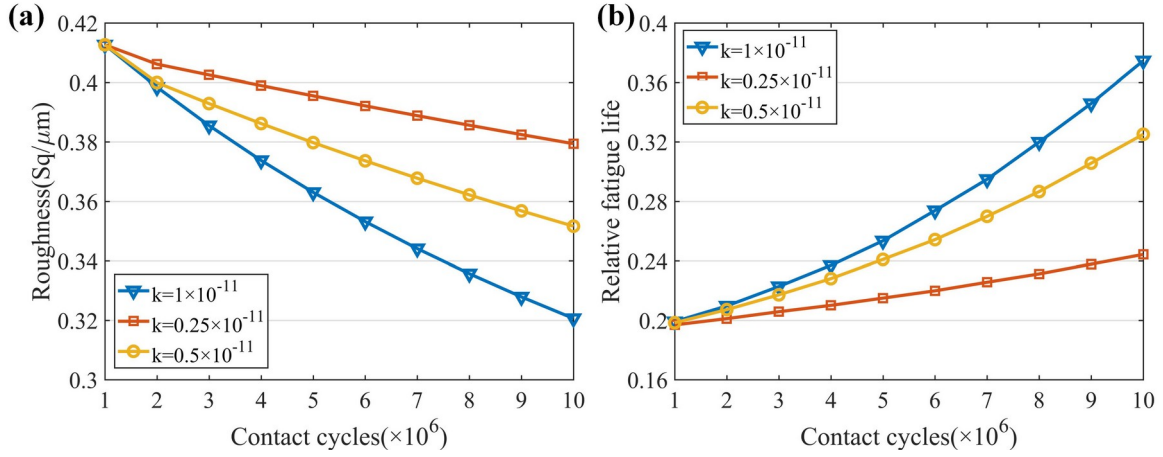 (a)
Roughness(Sq/μm)
0.42
0.4
0.38
0.36
0.34
0.32
0.3
k=1×10⁻¹¹
k=0.25×10⁻¹¹
k=0.5×10⁻¹¹
1 2 3 4 5 6 7 8 9 10
Contact cycles(×10⁶)
(b)
Relative fatigue life
0.4
0.36
0.32
0.28
0.24
0.2
0.16
k=1×10⁻¹¹
k=0.25×10⁻¹¹
k=0.5×10⁻¹¹
1 2 3 4 5 6 7 8 9 10
Contact cycles(×10⁶)